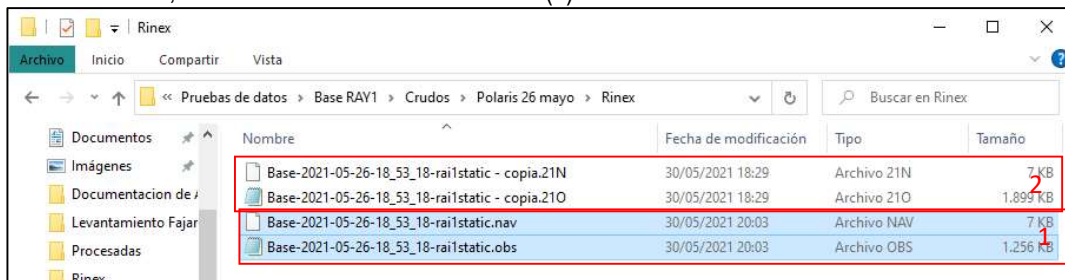 Rinex
Archivo Inicio Compartir Vista
« Pruebas de datos › Base RAY1 › Crudos › Polaris 26 mayo › Rinex
Buscar en Rinex
Documentos
Imágenes
Documentacion de
Levantamiento Fajar
Procesadas
Rinex
Nombre Fecha de modificación Tipo Tamaño
Base-2021-05-26-18_53_18-rai1static - copia.21N 30/05/2021 18:29 Archivo 21N 7 KB
Base-2021-05-26-18_53_18-rai1static - copia.21O 30/05/2021 18:29 Archivo 21O 1.899 KB
2
Base-2021-05-26-18_53_18-rai1static.nav 30/05/2021 20:03 Archivo NAV 7 KB
Base-2021-05-26-18_53_18-rai1static.obs 30/05/2021 20:03 Archivo OBS 1.256 KB
1